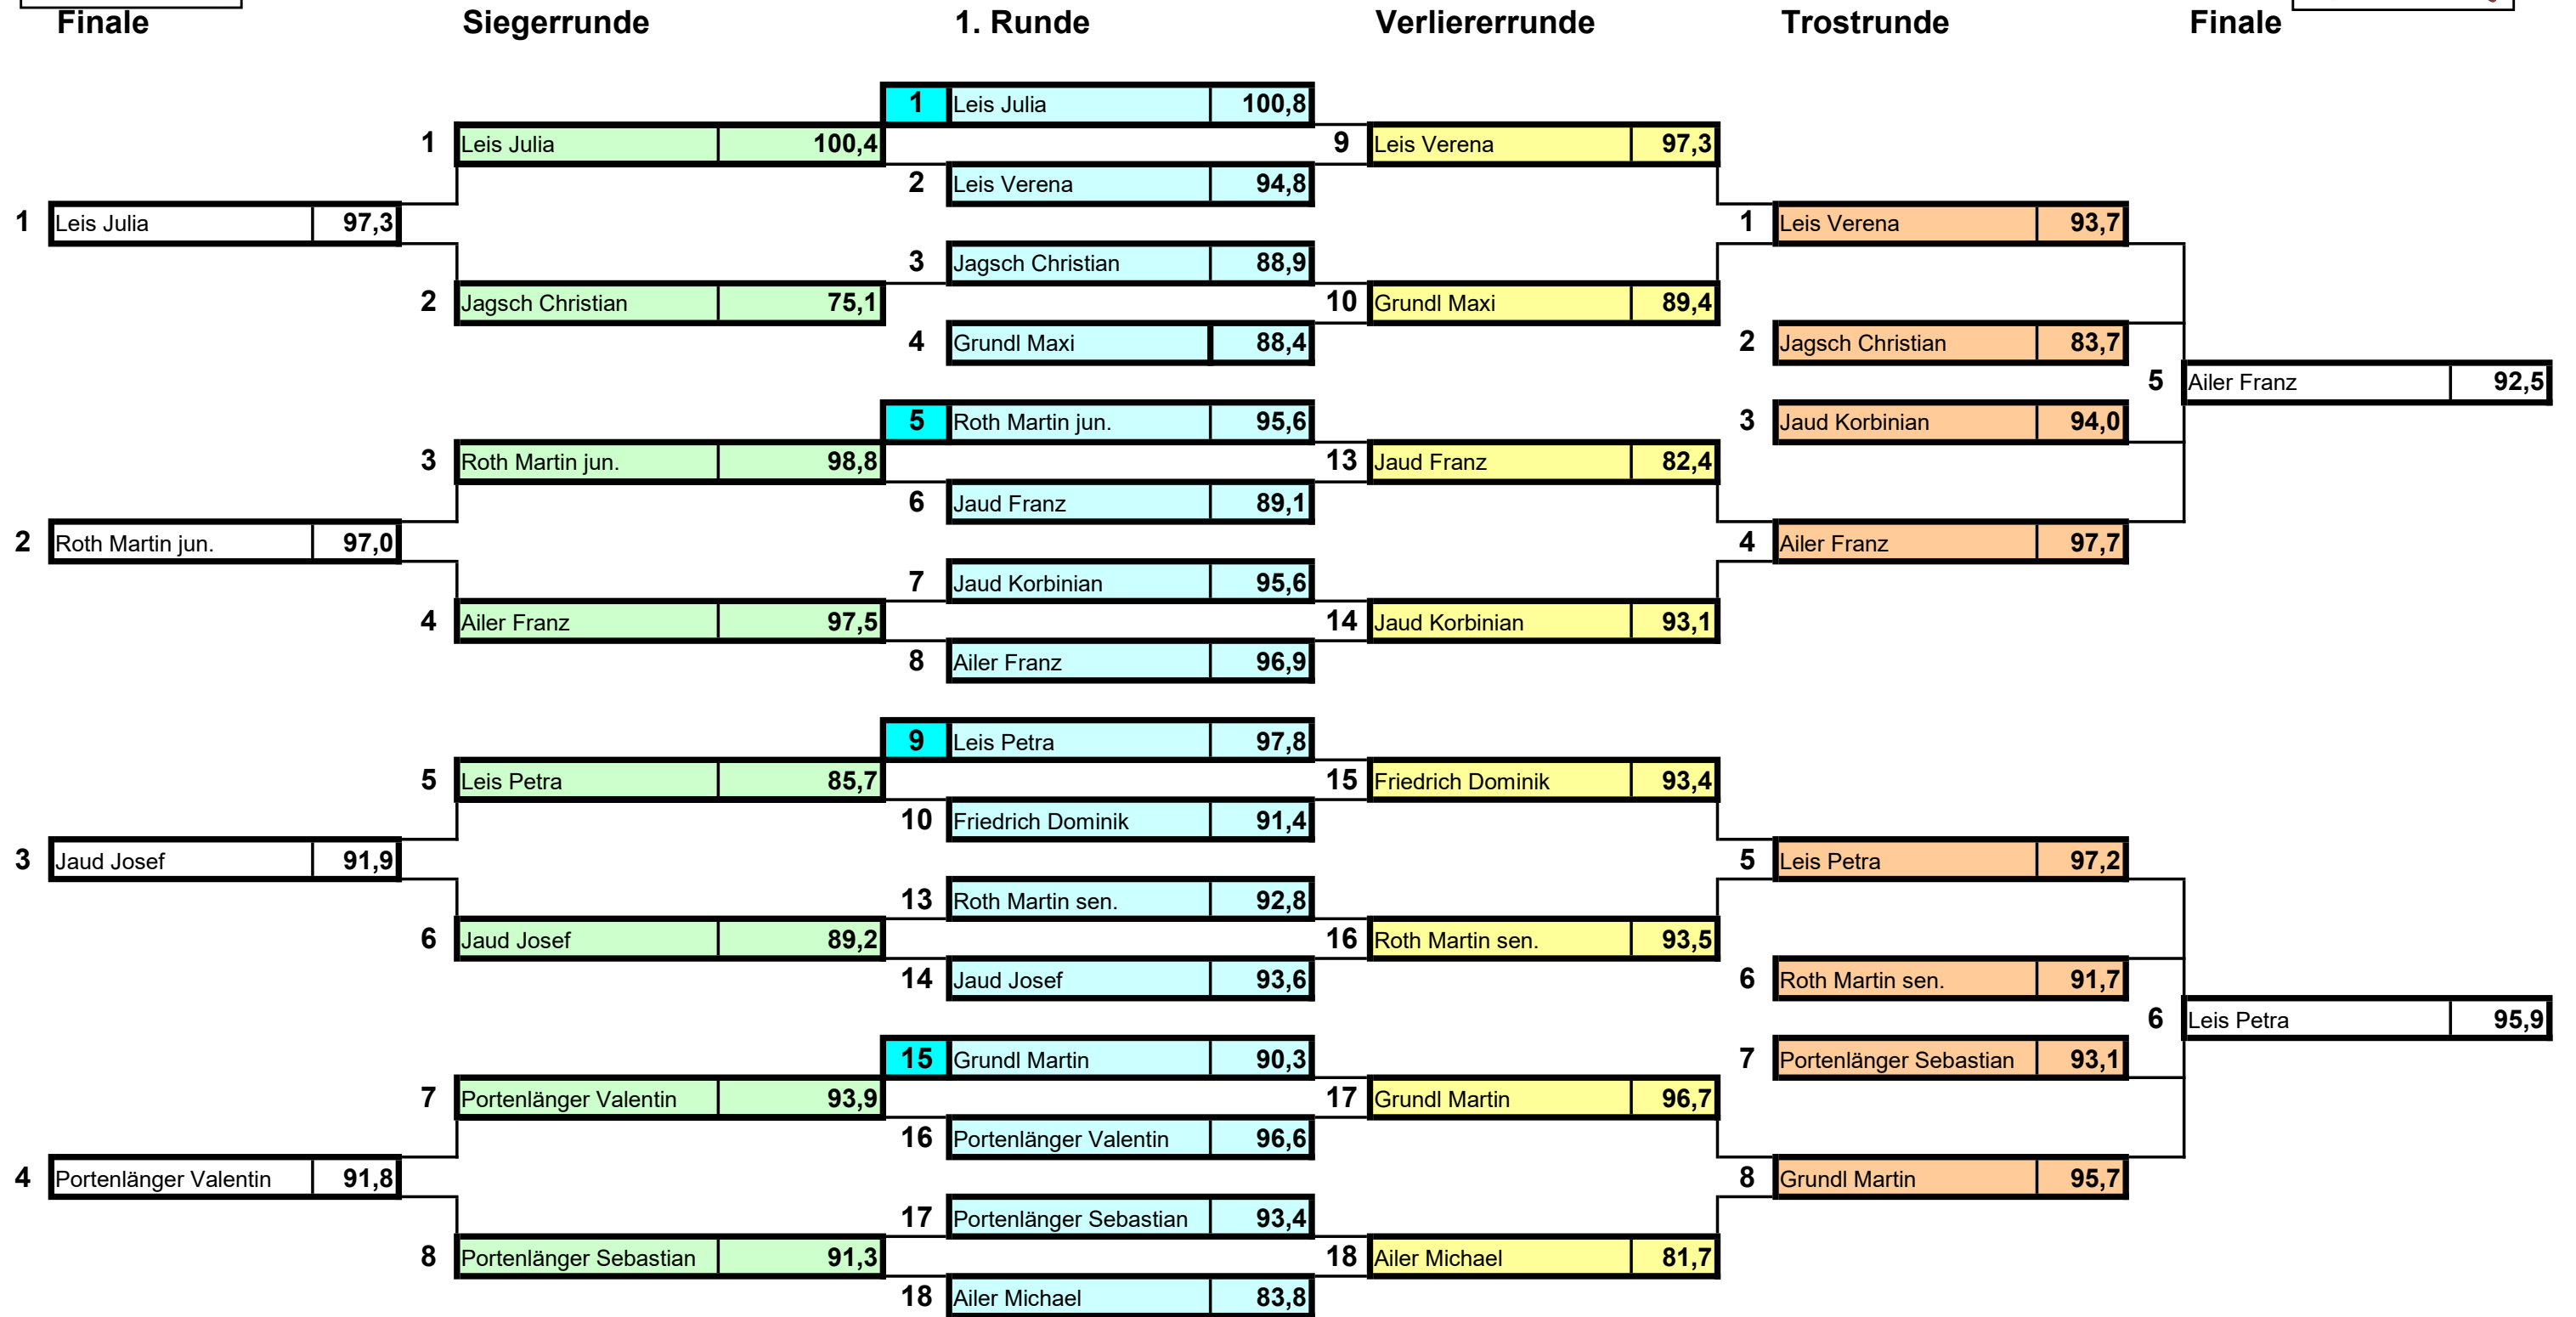 Finale Siegerrunde 1. Runde Verliererrunde Trostrunde Finale
1 Leis Julia 100,8
1 Leis Julia 100,4 9 Leis Verena 97,3
2 Leis Verena 94,8
1 Leis Julia 97,3 1 Leis Verena 93,7
3 Jagsch Christian 88,9
2 Jagsch Christian 75,1 10 Grundl Maxi 89,4
4 Grundl Maxi 88,4 2 Jagsch Christian 83,7
5 Ailer Franz 92,5
5 Roth Martin jun. 95,6 3 Jaud Korbinian 94,0
3 Roth Martin jun. 98,8 13 Jaud Franz 82,4
6 Jaud Franz 89,1
2 Roth Martin jun. 97,0 4 Ailer Franz 97,7
7 Jaud Korbinian 95,6
4 Ailer Franz 97,5 14 Jaud Korbinian 93,1
8 Ailer Franz 96,9
9 Leis Petra 97,8
5 Leis Petra 85,7 15 Friedrich Dominik 93,4
10 Friedrich Dominik 91,4
3 Jaud Josef 91,9 5 Leis Petra 97,2
13 Roth Martin sen. 92,8
6 Jaud Josef 89,2 16 Roth Martin sen. 93,5
14 Jaud Josef 93,6 6 Roth Martin sen. 91,7
6 Leis Petra 95,9
15 Grundl Martin 90,3 7 Portenlänger Sebastian 93,1
7 Portenlänger Valentin 93,9 17 Grundl Martin 96,7
16 Portenlänger Valentin 96,6
4 Portenlänger Valentin 91,8 8 Grundl Martin 95,7
17 Portenlänger Sebastian 93,4
8 Portenlänger Sebastian 91,3 18 Ailer Michael 81,7
18 Ailer Michael 83,8